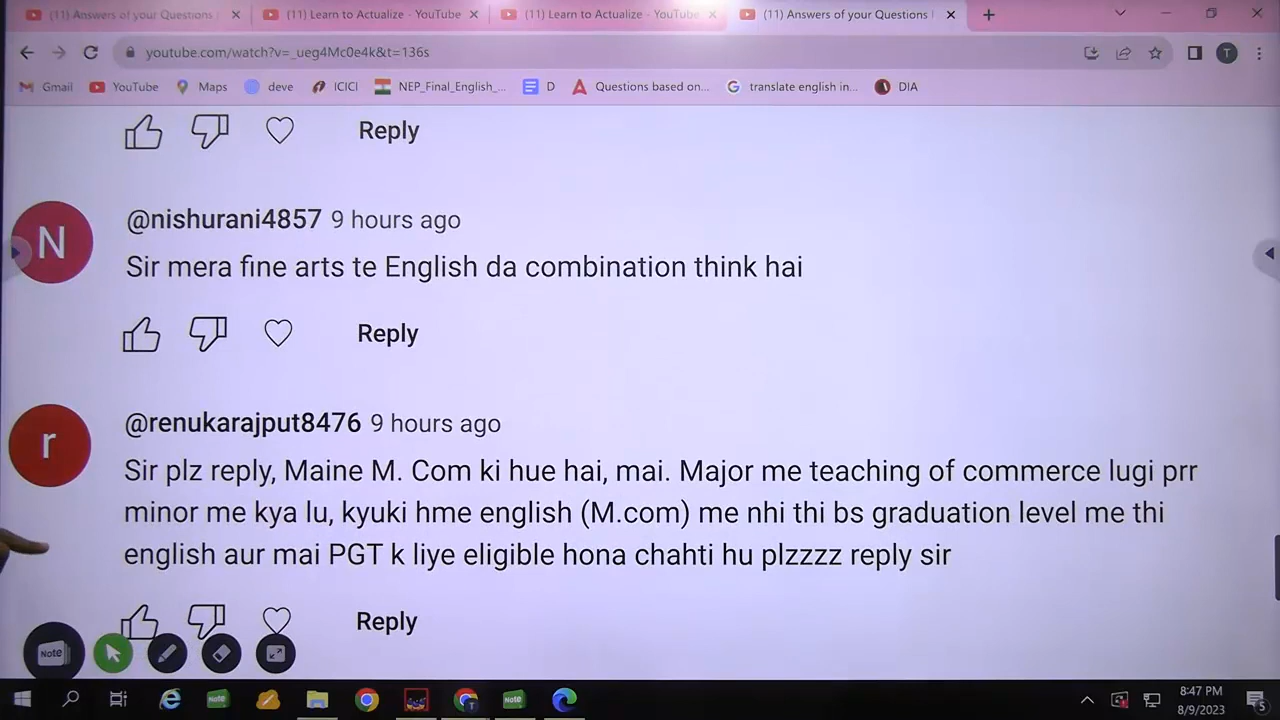 (11) Answers of your Questions
(11) Learn to Actualize - YouTube
(11) Learn to Actualize - YouTube
(11) Answers of your Questions
youtube.com/watch?v=_ueg4Mc0e4k&t=136s
T
Gmail YouTube Maps deve ICICI NEP_Final_English_... D Questions based on... translate english in... DIA
Reply
N
@nishurani4857 9 hours ago
Sir mera fine arts te English da combination think hai
Reply
r
@renukarajput8476 9 hours ago
Sir plz reply, Maine M. Com ki hue hai, mai. Major me teaching of commerce lugi prr
minor me kya lu, kyuki hme english (M.com) me nhi thi bs graduation level me thi
english aur mai PGT k liye eligible hona chahti hu plzzzz reply sir
Reply
Note
Note
T
Note
8:47 PM
8/9/2023
5